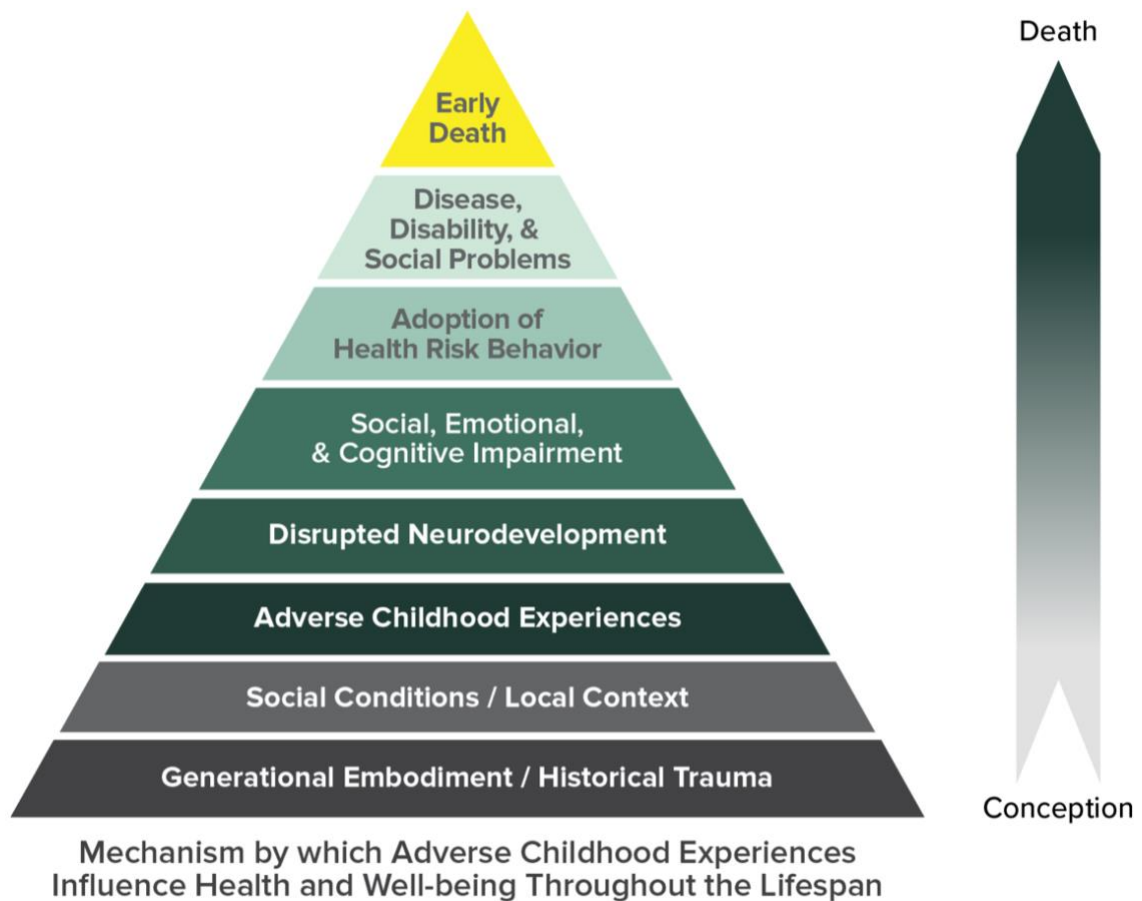 Death
Early
Death
Disease,
Disability, &
Social Problems
Adoption of
Health Risk Behavior
Social, Emotional,
& Cognitive Impairment
Disrupted Neurodevelopment
Adverse Childhood Experiences
Social Conditions / Local Context
Generational Embodiment / Historical Trauma
Conception
Mechanism by which Adverse Childhood Experiences
Influence Health and Well-being Throughout the Lifespan